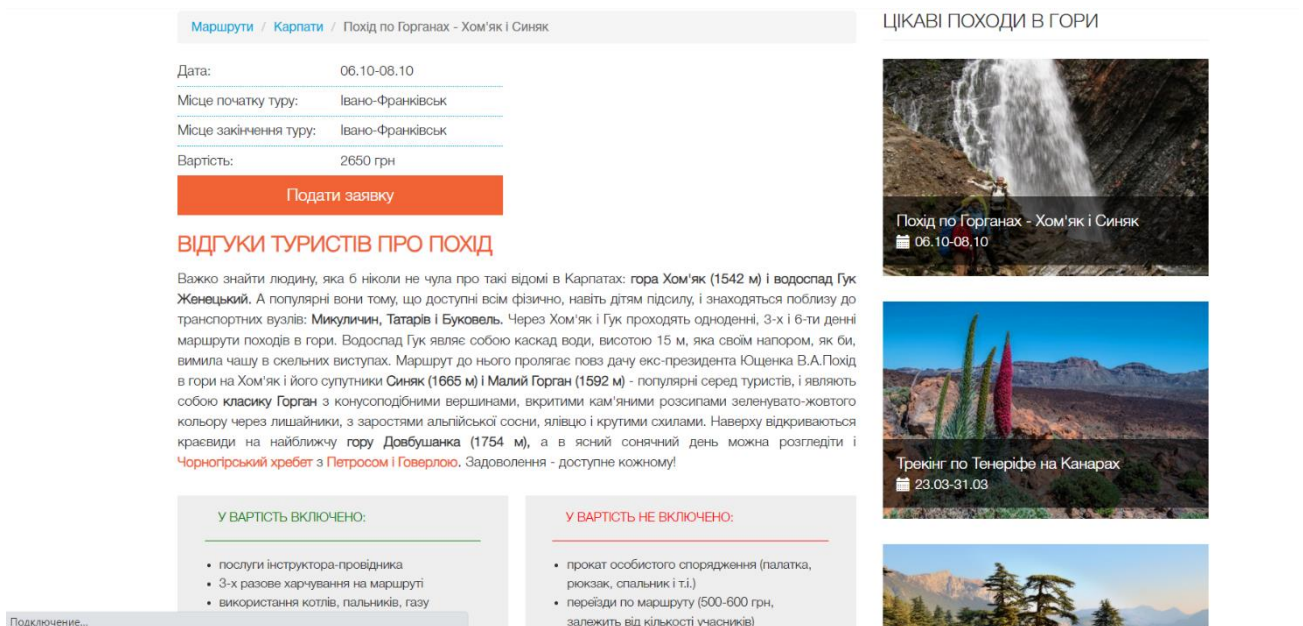 Маршрути / Карпати / Похід по Горганах - Хом'як і Синяк
Дата: 06.10-08.10
Місце початку туру: Івано-Франківськ
Місце закінчення туру: Івано-Франківськ
Вартість: 2650 грн
Подати заявку
ВІДГУКИ ТУРИСТІВ ПРО ПОХІД
Важко знайти людину, яка б ніколи не чула про такі відомі в Карпатах: гора Хом'як (1542 м) і водоспад Гук
Женецький. А популярні вони тому, що доступні всім фізично, навіть дітям підсилу, і знаходяться поблизу до
транспортних вузлів: Микуличин, Татарів і Буковель. Через Хом'як і Гук проходять одноденні, 3-х і 6-ти денні
маршрути походів в гори. Водоспад Гук являє собою каскад води, висотою 15 м, яка своїм напором, як би,
вимила чашу в скельних виступах. Маршрут до нього пролягає повз дачу екс-президента Ющенка В.А.Похід
в гори на Хом'як і його супутники Синяк (1665 м) і Малий Горган (1592 м) - популярні серед туристів, і являють
собою класику Горган з конусоподібними вершинами, вкритими кам'яними розсипами зеленувато-жовтого
кольору через лишайники, з заростями альпійської сосни, ялівцю і крутими схилами. Наверху відкриваються
краєвиди на найближчу гору Довбушанка (1754 м), а в ясний сонячний день можна розгледіти і
Чорногірський хребет з Петросом і Говерлою. Задоволення - доступне кожному!
У ВАРТІСТЬ ВКЛЮЧЕНО:
• послуги інструктора-провідника
• 3-х разове харчування на маршруті
• використання котлів, пальників, газу
У ВАРТІСТЬ НЕ ВКЛЮЧЕНО:
• прокат особистого спорядження (палатка,
рюкзак, спальник і т.і.)
• переїзди по маршруту (500-600 грн,
залежить від кількості учасників)
ЦІКАВІ ПОХОДИ В ГОРИ
Похід по Горганах - Хом'як і Синяк
06.10-08.10
Трекінг по Тенеріфе на Канарах
23.03-31.03
Подключение...